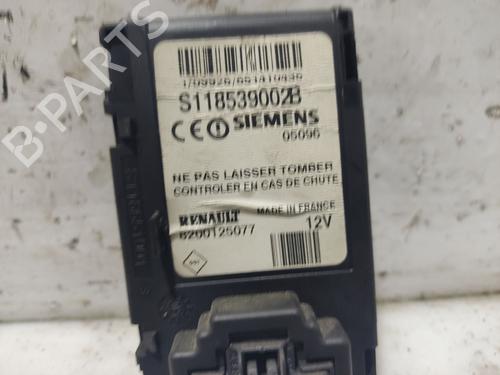 S118539002B
CE SIEMENS
05096
NE PAS LAISSER TOMBER
CONTROLER EN CAS DE CHUTE
RENAULT MADE IN FRANCE
8200125077 12V
B-PARTS